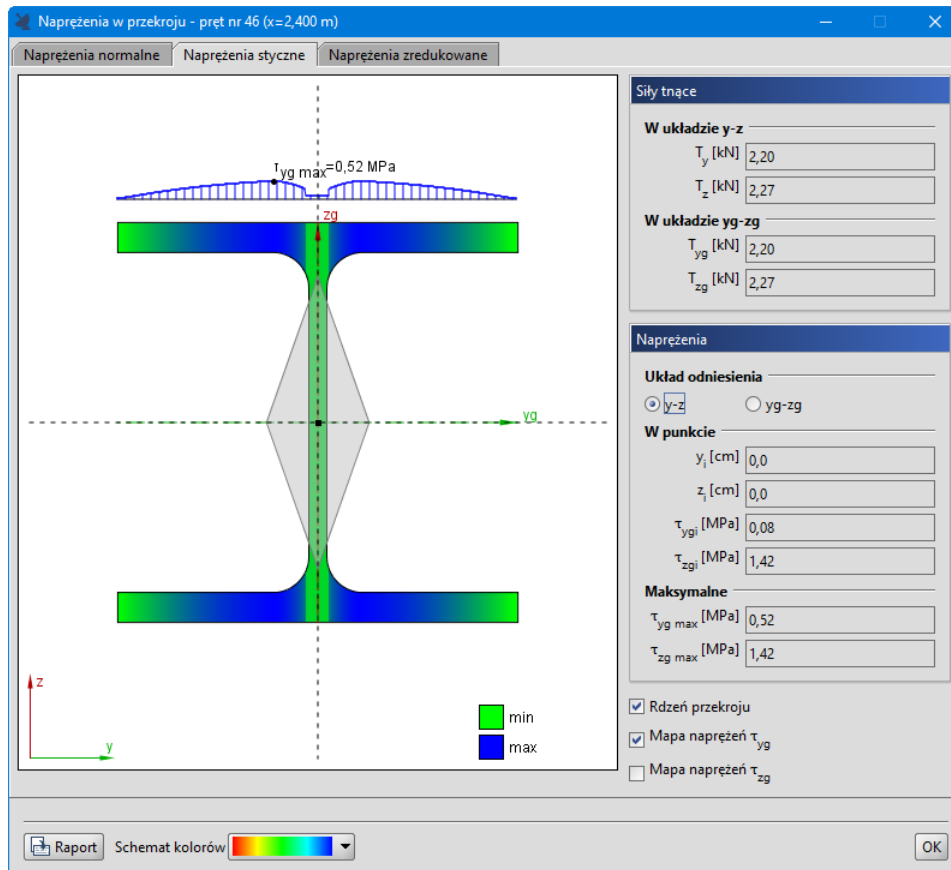 Naprężenia w przekroju - pręt nr 46 (x=2,400 m)
Naprężenia normalne
Naprężenia styczne
Naprężenia zredukowane
τyg max=0,52 MPa
zg
yg
z
y
min
max
Siły tnące
W układzie y-z
Ty [kN] 2,20
Tz [kN] 2,27
W układzie yg-zg
Tyg [kN] 2,20
Tzg [kN] 2,27
Naprężenia
Układ odniesienia
y-z yg-zg
W punkcie
yi [cm] 0,0
zi [cm] 0,0
τygi [MPa] 0,08
τzgi [MPa] 1,42
Maksymalne
τyg max [MPa] 0,52
τzg max [MPa] 1,42
Rdzeń przekroju
Mapa naprężeń τyg
Mapa naprężeń τzg
Raport
Schemat kolorów
OK